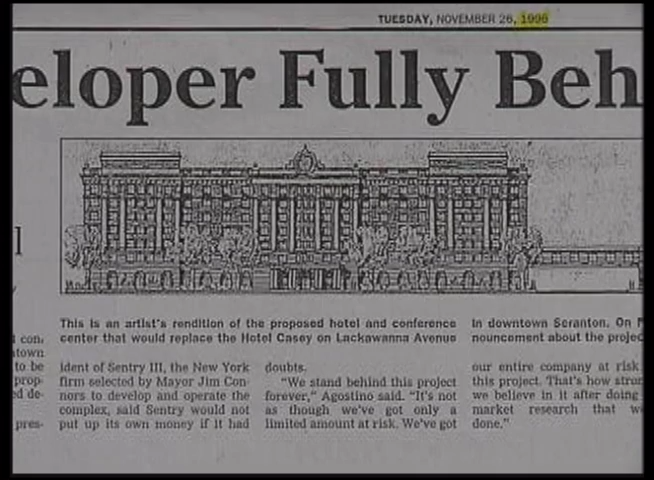 TUESDAY, NOVEMBER 26, 1996
eloper Fully Beh
This is an artist's rendition of the proposed hotel and conference
center that would replace the Hotel Casey on Lackawanna Avenue
in downtown Scranton. On
nouncement about the projec
l
con,
town
to be
prop-
ed de-
pres-
ident of Sentry III, the New York
firm selected by Mayor Jim Con-
nors to develop and operate the
complex, said Sentry would not
put up its own money if it had
doubts.
"We stand behind this project
forever," Agostino said. "It's not
as though we've got only a
limited amount at risk. We've got
our entire company at risk
this project. That's how stron
we believe in it after doing
market research that w
done."